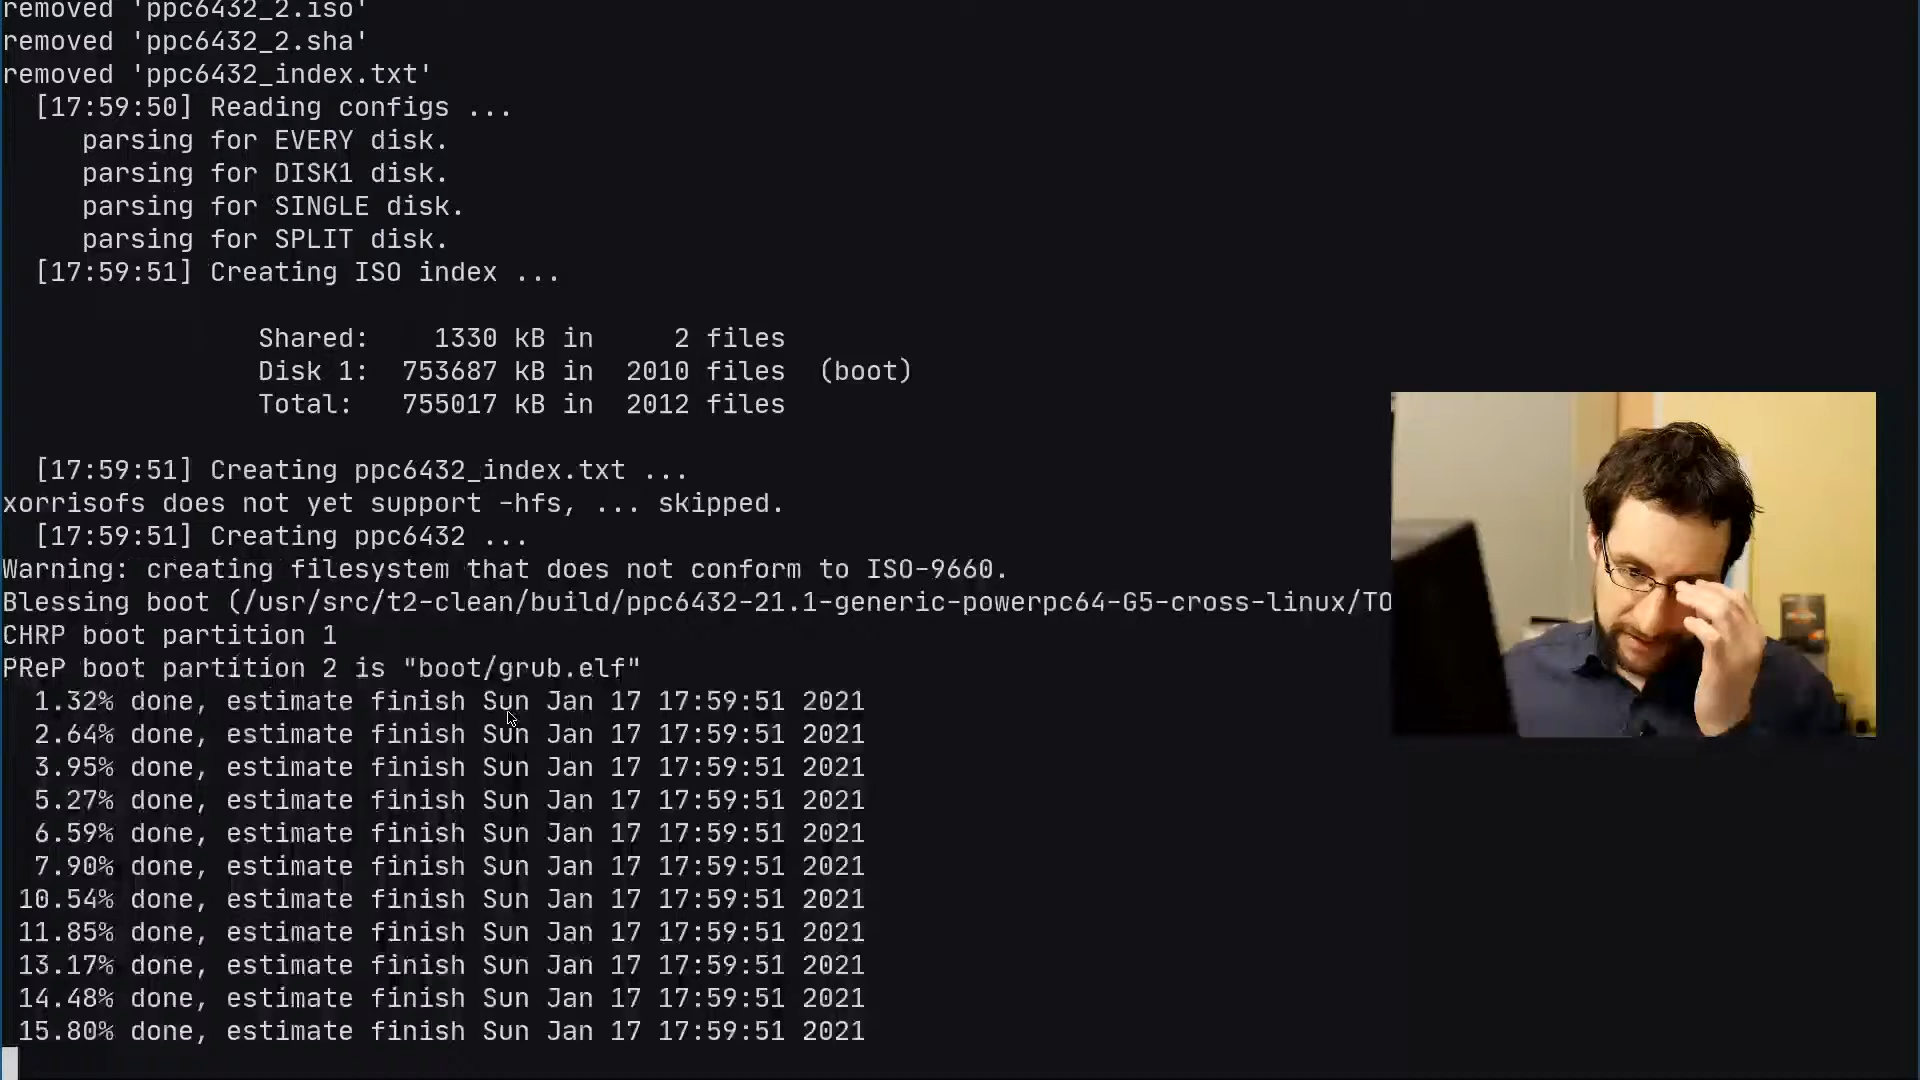 removed 'ppc6432_2.iso'
removed 'ppc6432_2.sha'
removed 'ppc6432_index.txt'
[17:59:50] Reading configs ...
parsing for EVERY disk.
parsing for DISK1 disk.
parsing for SINGLE disk.
parsing for SPLIT disk.
[17:59:51] Creating ISO index ...
Shared: 1330 kB in 2 files
Disk 1: 753687 kB in 2010 files (boot)
Total: 755017 kB in 2012 files
[17:59:51] Creating ppc6432_index.txt ...
xorrisofs does not yet support -hfs, ... skipped.
[17:59:51] Creating ppc6432 ...
Warning: creating filesystem that does not conform to ISO-9660.
Blessing boot (/usr/src/t2-clean/build/ppc6432-21.1-generic-powerpc64-G5-cross-linux/TO
CHRP boot partition 1
PReP boot partition 2 is "boot/grub.elf"
1.32% done, estimate finish Sun Jan 17 17:59:51 2021
2.64% done, estimate finish Sun Jan 17 17:59:51 2021
3.95% done, estimate finish Sun Jan 17 17:59:51 2021
5.27% done, estimate finish Sun Jan 17 17:59:51 2021
6.59% done, estimate finish Sun Jan 17 17:59:51 2021
7.90% done, estimate finish Sun Jan 17 17:59:51 2021
10.54% done, estimate finish Sun Jan 17 17:59:51 2021
11.85% done, estimate finish Sun Jan 17 17:59:51 2021
13.17% done, estimate finish Sun Jan 17 17:59:51 2021
14.48% done, estimate finish Sun Jan 17 17:59:51 2021
15.80% done, estimate finish Sun Jan 17 17:59:51 2021